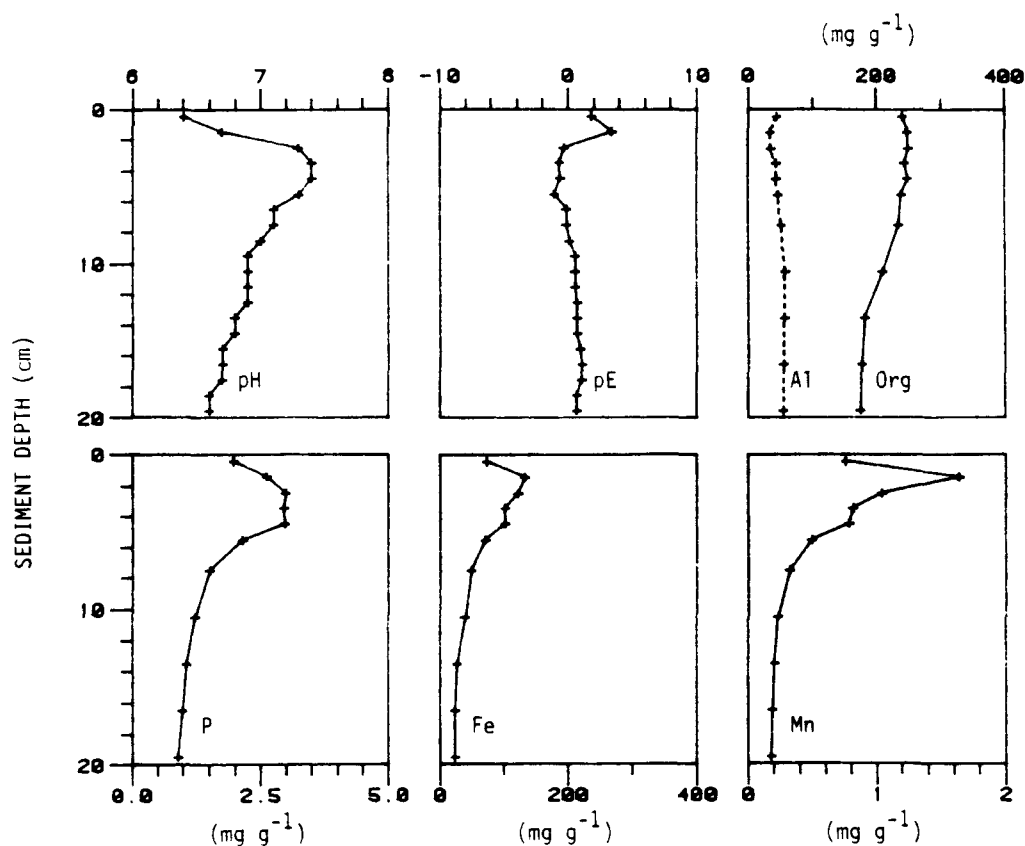 (mg g⁻¹)
6 7 8 -10 0 10 0 200 400
0
10
20
pH pE Al Org
SEDIMENT DEPTH (cm)
0
10
20
P Fe Mn
0.0 2.5 5.0 0 200 400 0 1 2
(mg g⁻¹) (mg g⁻¹) (mg g⁻¹)